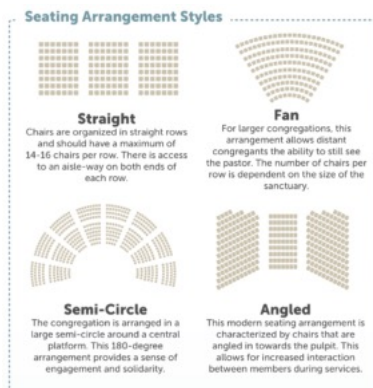 Seating Arrangement Styles
Straight
Chairs are organized in straight rows
and should have a maximum of
14-16 chairs per row. There is access
to an aisle-way on both ends of
each row.
Fan
For larger congregations, this
arrangement allows distant
congregants the ability to still see
the pastor. The number of chairs per
row is dependent on the size of the
sanctuary.
Semi-Circle
The congregation is arranged in a
large semi-circle around a central
platform. This 180-degree
arrangement provides a sense of
engagement and solidarity.
Angled
This modern seating arrangement is
characterized by chairs that are
angled in towards the pulpit. This
allows for increased interaction
between members during services.